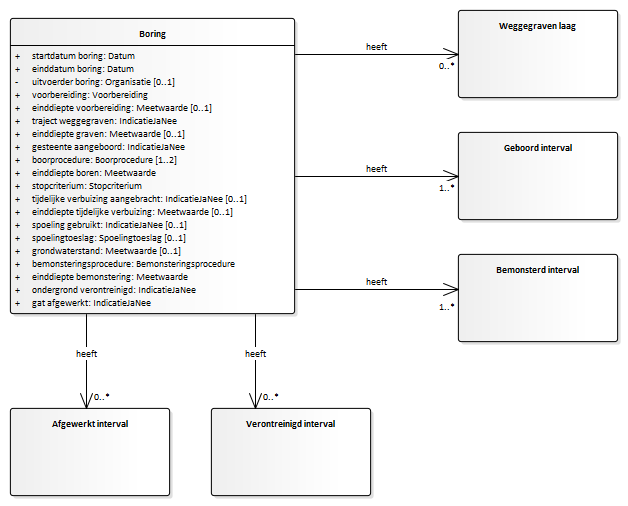 Boring
+ startdatum boring: Datum
+ einddatum boring: Datum
- uitvoerder boring: Organisatie [0..1]
+ voorbereiding: Voorbereiding
+ einddiepte voorbereiding: Meetwaarde [0..1]
+ traject weggegraven: IndicatieJaNee
+ einddiepte graven: Meetwaarde [0..1]
+ gesteente aangeboord: IndicatieJaNee
+ boorprocedure: Boorprocedure [1..2]
+ einddiepte boren: Meetwaarde
+ stopcriterium: Stopcriterium
+ tijdelijke verbuizing aangebracht: IndicatieJaNee [0..1]
+ einddiepte tijdelijke verbuizing: Meetwaarde [0..1]
+ spoeling gebruikt: IndicatieJaNee [0..1]
+ spoelingtoeslag: Spoelingtoeslag [0..1]
+ grondwaterstand: Meetwaarde [0..1]
+ bemonsteringsprocedure: Bemonsteringsprocedure
+ einddiepte bemonstering: Meetwaarde
+ ondergrond verontreinigd: IndicatieJaNee
+ gat afgewerkt: IndicatieJaNee
heeft
0..*
Weggegraven laag
heeft
1..*
Geboord interval
heeft
1..*
Bemonsterd interval
heeft
0..*
Afgewerkt interval
heeft
0..*
Verontreinigd interval